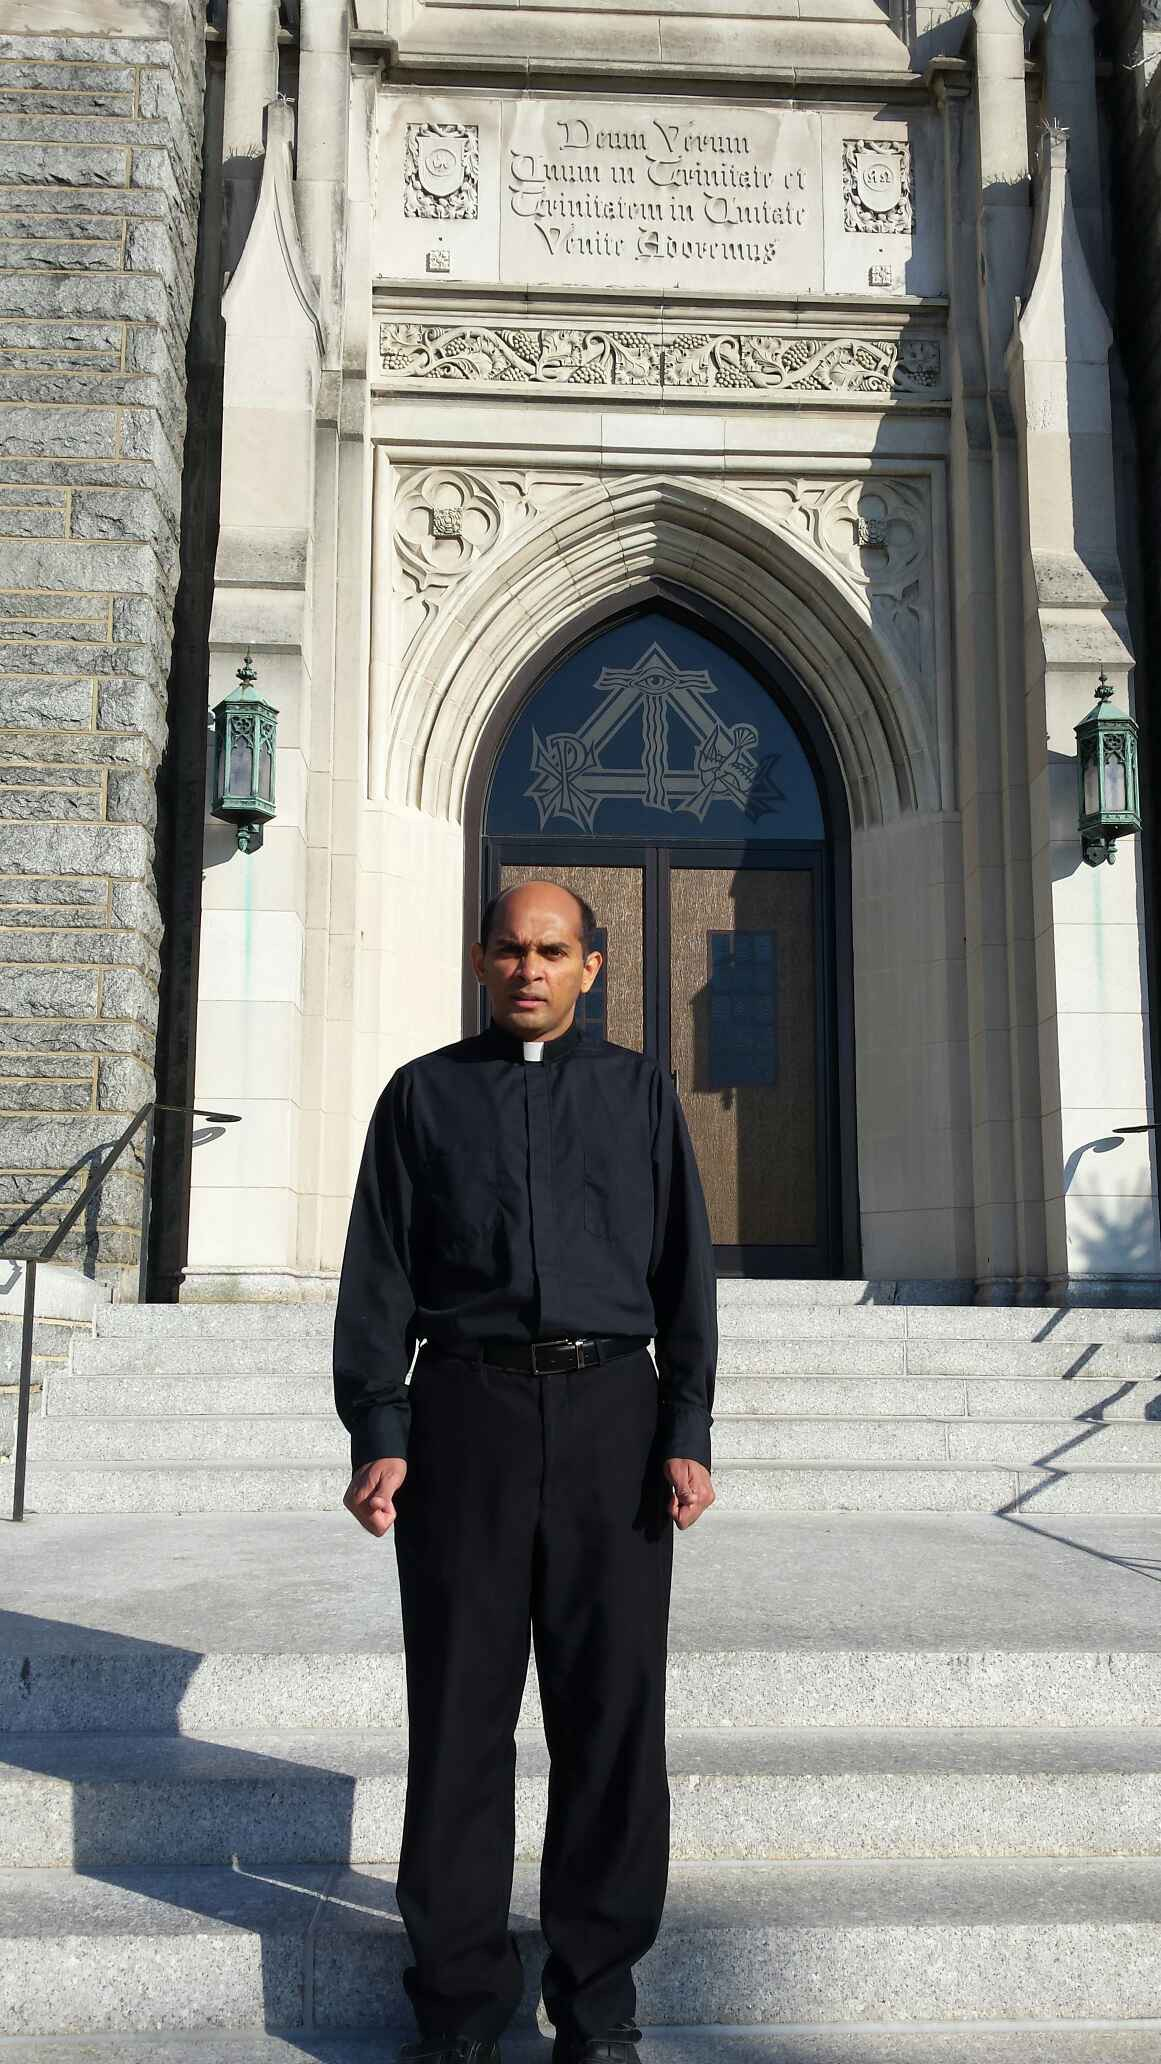 Deum Verum
Unum in Trinitate et
Trinitatem in Unitate
Venite Adoremus